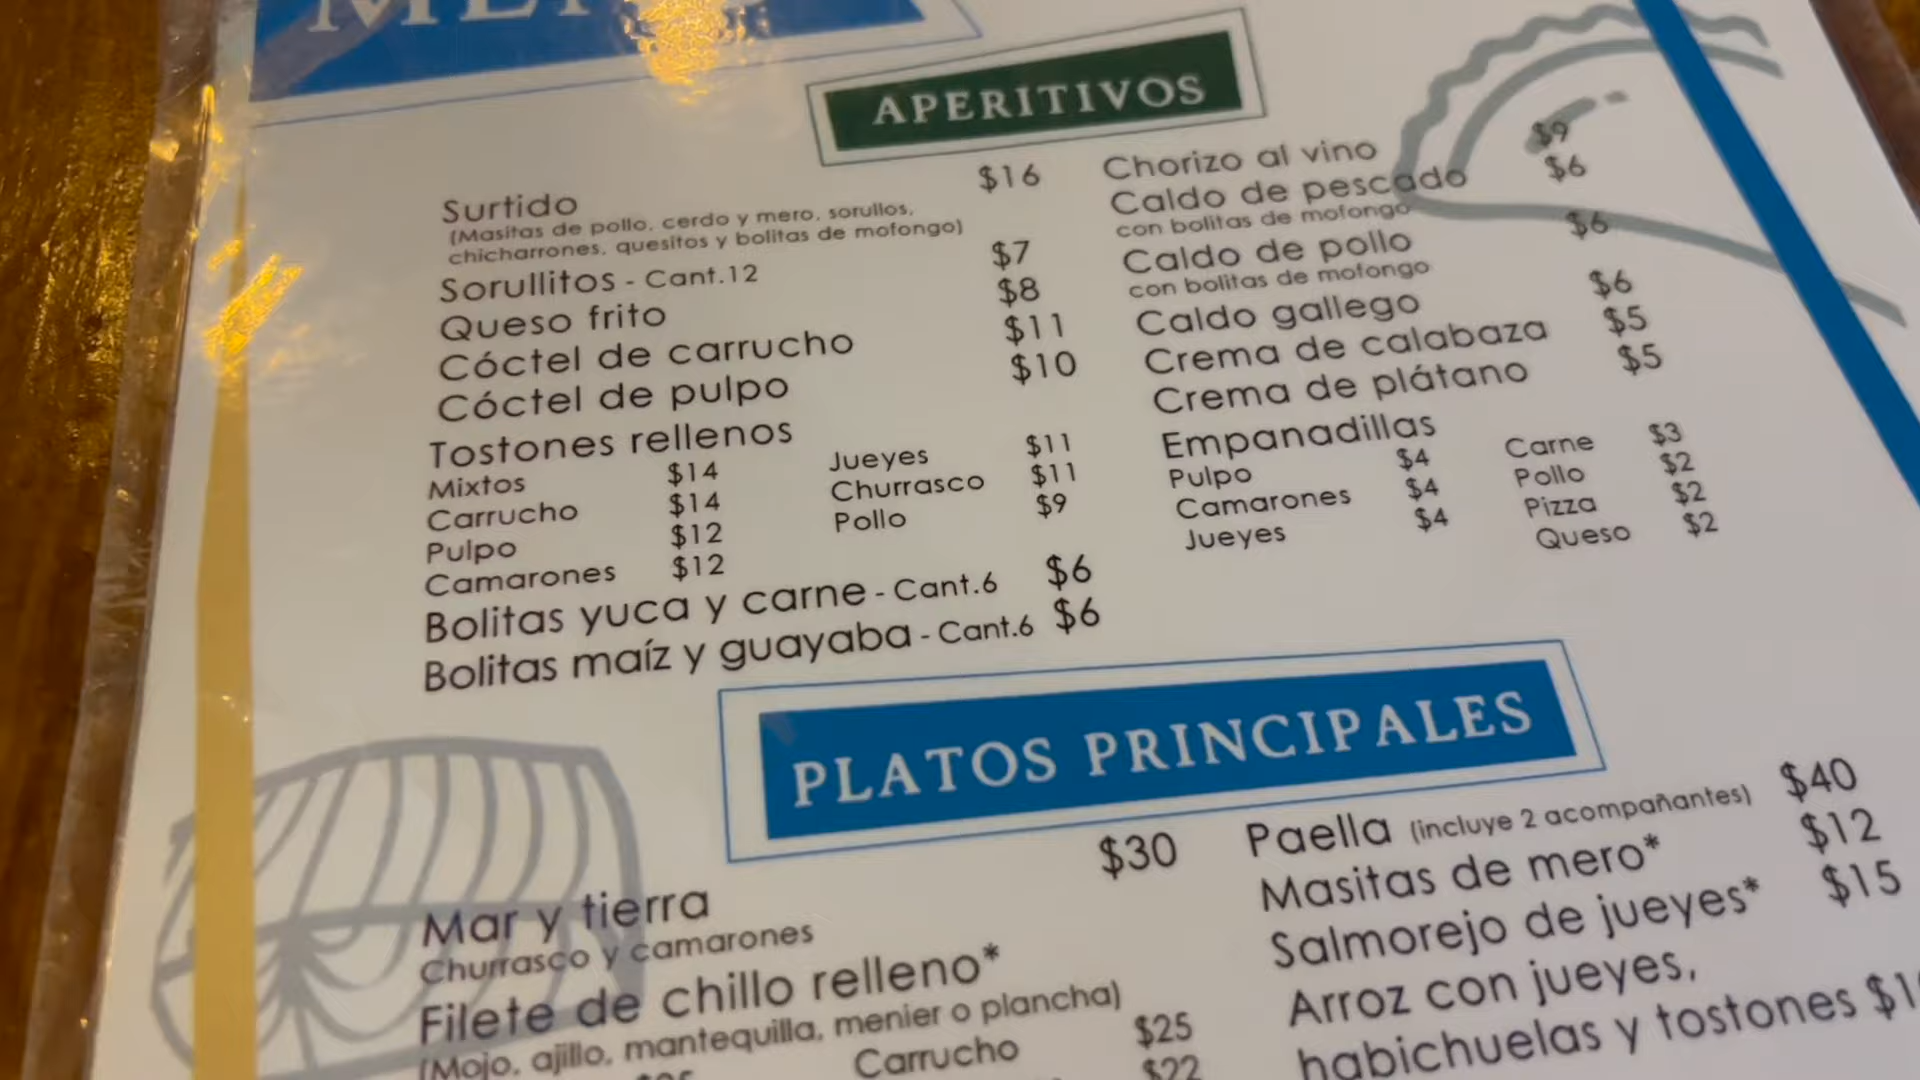 MENÚ
APERITIVOS
Surtido $16
(Masitas de pollo, cerdo y mero, sorullos,
chicharrones, quesitos y bolitas de mofongo)
Sorullitos - Cant.12 $7
Queso frito $8
Cóctel de carrucho $11
Cóctel de pulpo $10
Tostones rellenos
Mixtos $14
Carrucho $14
Pulpo $12
Camarones $12
Jueyes $11
Churrasco $11
Pollo $9
Bolitas yuca y carne - Cant.6 $6
Bolitas maíz y guayaba - Cant.6 $6
Chorizo al vino $9
Caldo de pescado $6
con bolitas de mofongo
Caldo de pollo $6
con bolitas de mofongo
Caldo gallego $6
Crema de calabaza $5
Crema de plátano $5
Empanadillas
Pulpo $4
Camarones $4
Jueyes $4
Carne $3
Pollo $2
Pizza $2
Queso $2
PLATOS PRINCIPALES
Mar y tierra $30
Churrasco y camarones
Filete de chillo relleno*
(Mojo, ajillo, mantequilla, menier o plancha)
Carrucho $25
$22
Paella (incluye 2 acompañantes) $40
Masitas de mero* $12
Salmorejo de jueyes* $15
Arroz con jueyes,
habichuelas y tostones